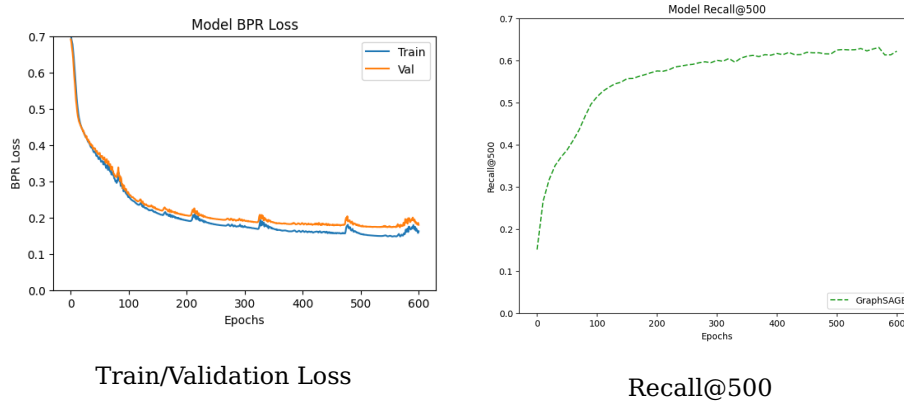 Model BPR Loss
0.7
0.6
0.5
0.4
0.3
0.2
0.1
0.0
BPR Loss
Train
Val
0 100 200 300 400 500 600
Epochs
Train/Validation Loss
Model Recall@500
0.7
0.6
0.5
0.4
0.3
0.2
0.1
0.0
Recall@500
GraphSAGE
0 100 200 300 400 500 600
Epochs
Recall@500